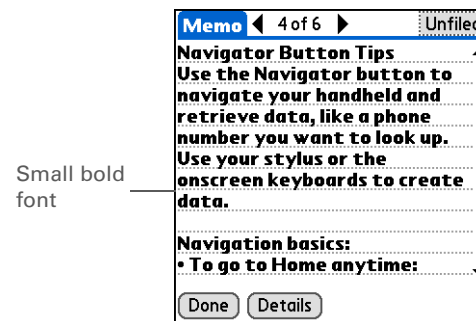 Memo 4 of 6 Unfiled
Navigator Button Tips
Use the Navigator button to
navigate your handheld and
retrieve data, like a phone
number you want to look up.
Use your stylus or the
onscreen keyboards to create
data.
Navigation basics:
• To go to Home anytime:
Done Details
Small bold
font